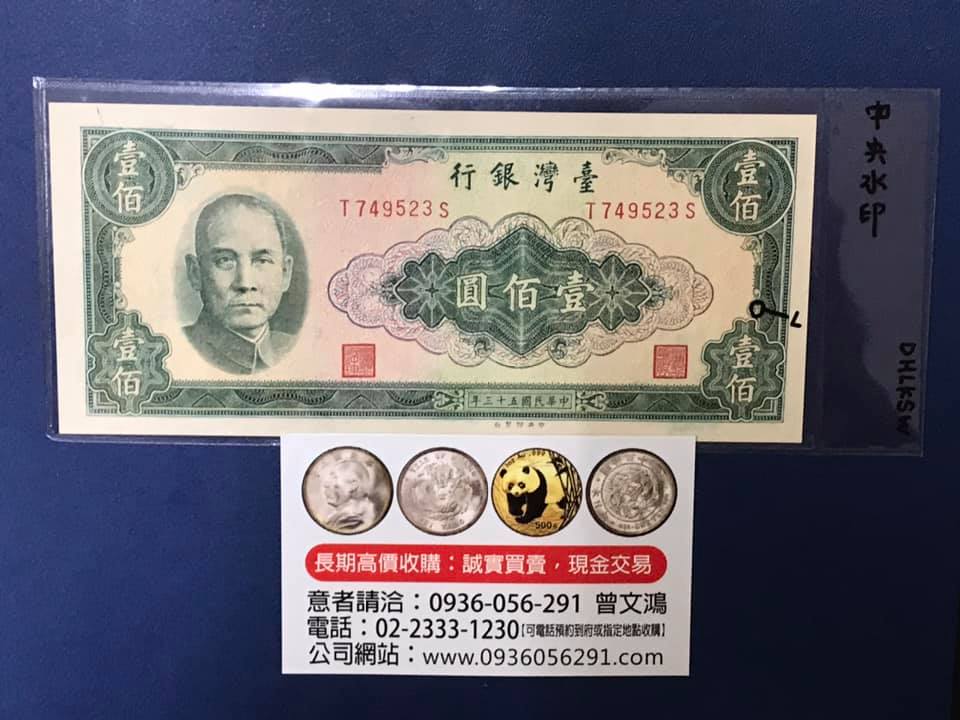 行銀灣臺
壹佰
壹佰
T749523S
T749523S
圓佰壹
壹佰
壹佰
年三十五國民華中
中央水印
DHLKSW
500元
長期高價收購：誠實買賣，現金交易
意者請洽：0936-056-291 曾文鴻
電話：02-2333-1230【可電話預約到府或指定地點收購】
公司網站：www.0936056291.com